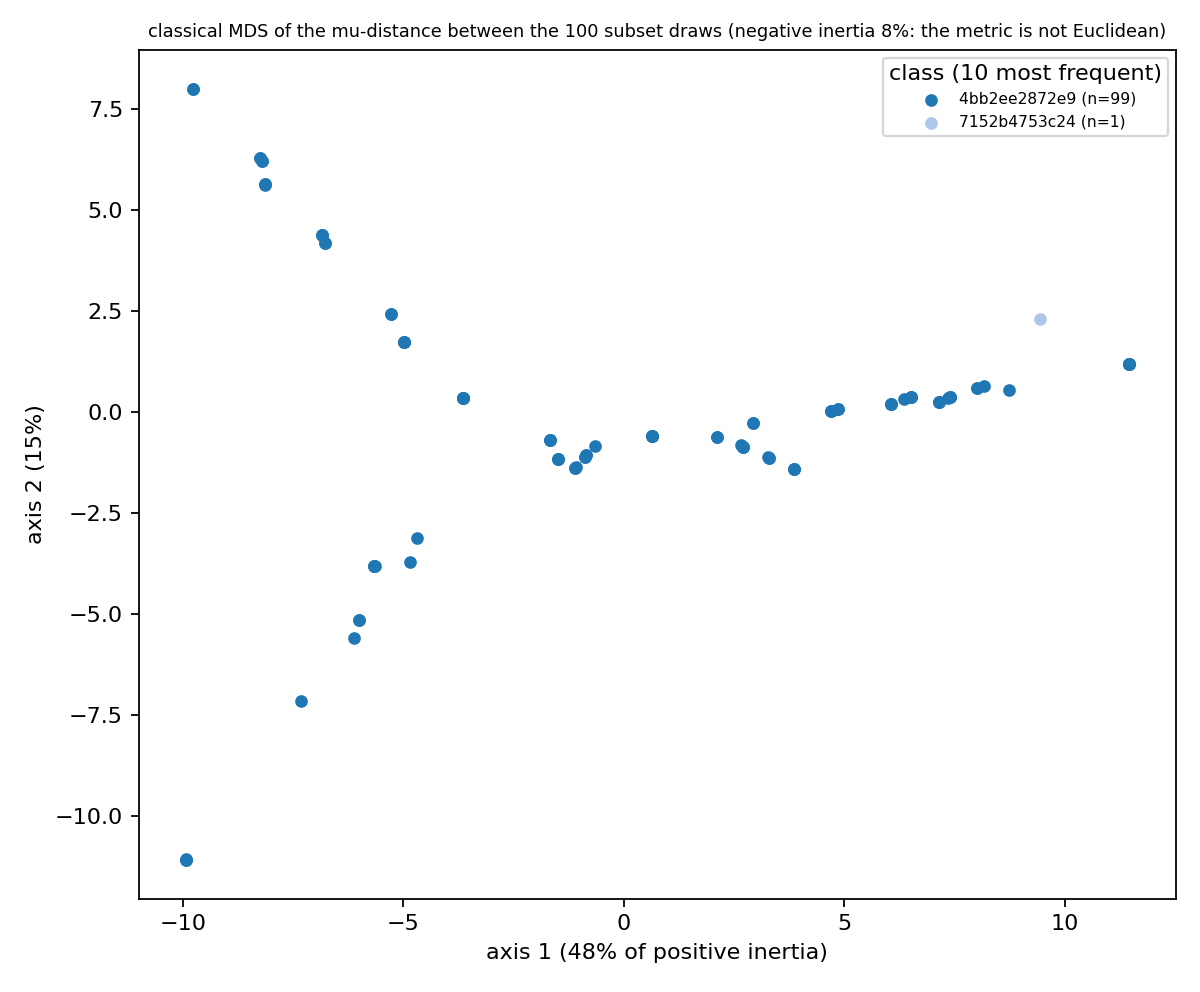 classical MDS of the mu-distance between the 100 subset draws (negative inertia 8%: the metric is not Euclidean)
class (10 most frequent)
4bb2ee2872e9 (n=99)
7152b4753c24 (n=1)
7.5
5.0
2.5
0.0
−2.5
−5.0
−7.5
−10.0
axis 2 (15%)
−10
−5
0
5
10
axis 1 (48% of positive inertia)